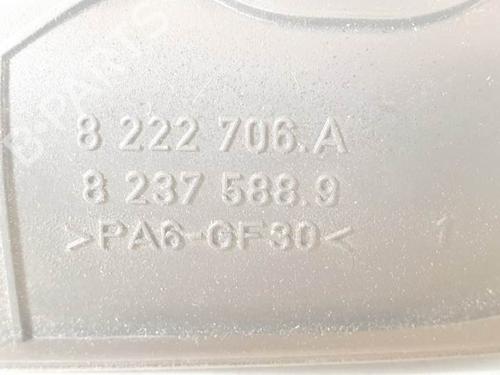 8 222 706.A
8 237 588.9
>PA6-GF30<
1
B-PARTS